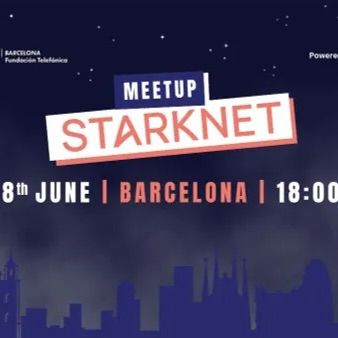 BARCELONA
Fundación Telefónica
Powere
MEETUP
STARKNET
8th JUNE | BARCELONA | 18:00